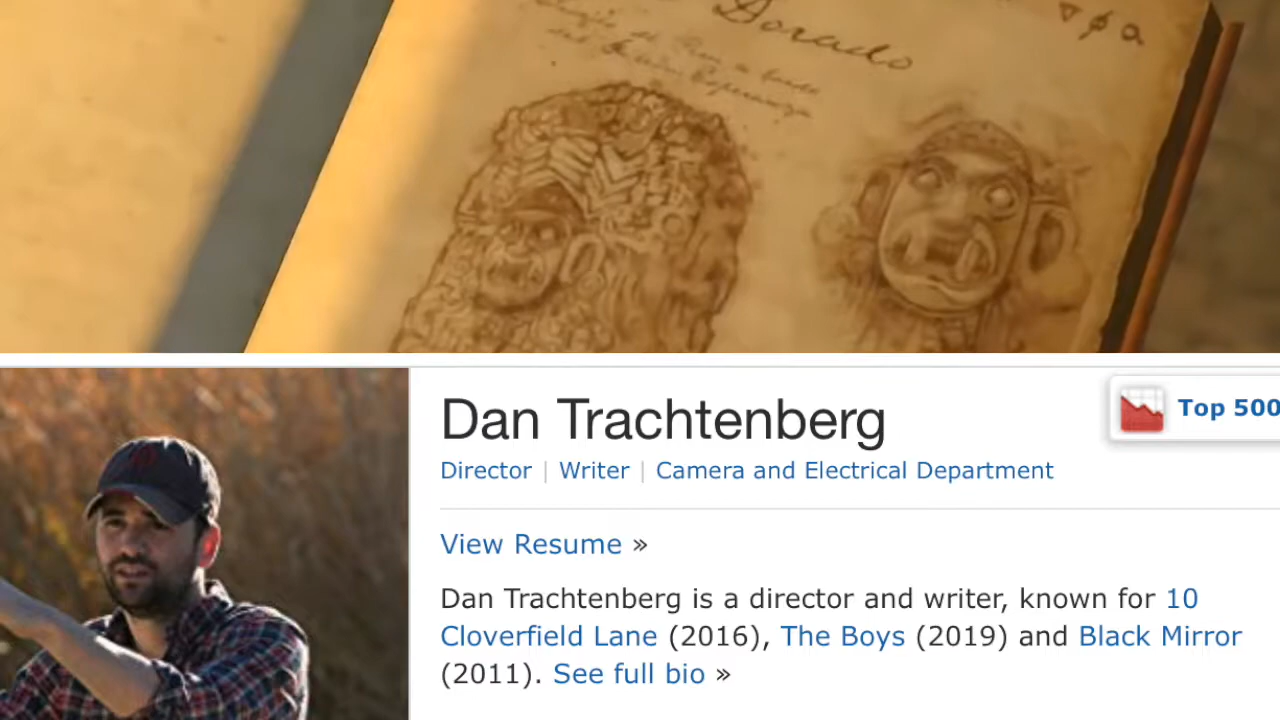 Dorado
Dan Trachtenberg
Top 500
Director | Writer | Camera and Electrical Department
View Resume »
Dan Trachtenberg is a director and writer, known for 10
Cloverfield Lane (2016), The Boys (2019) and Black Mirror
(2011). See full bio »